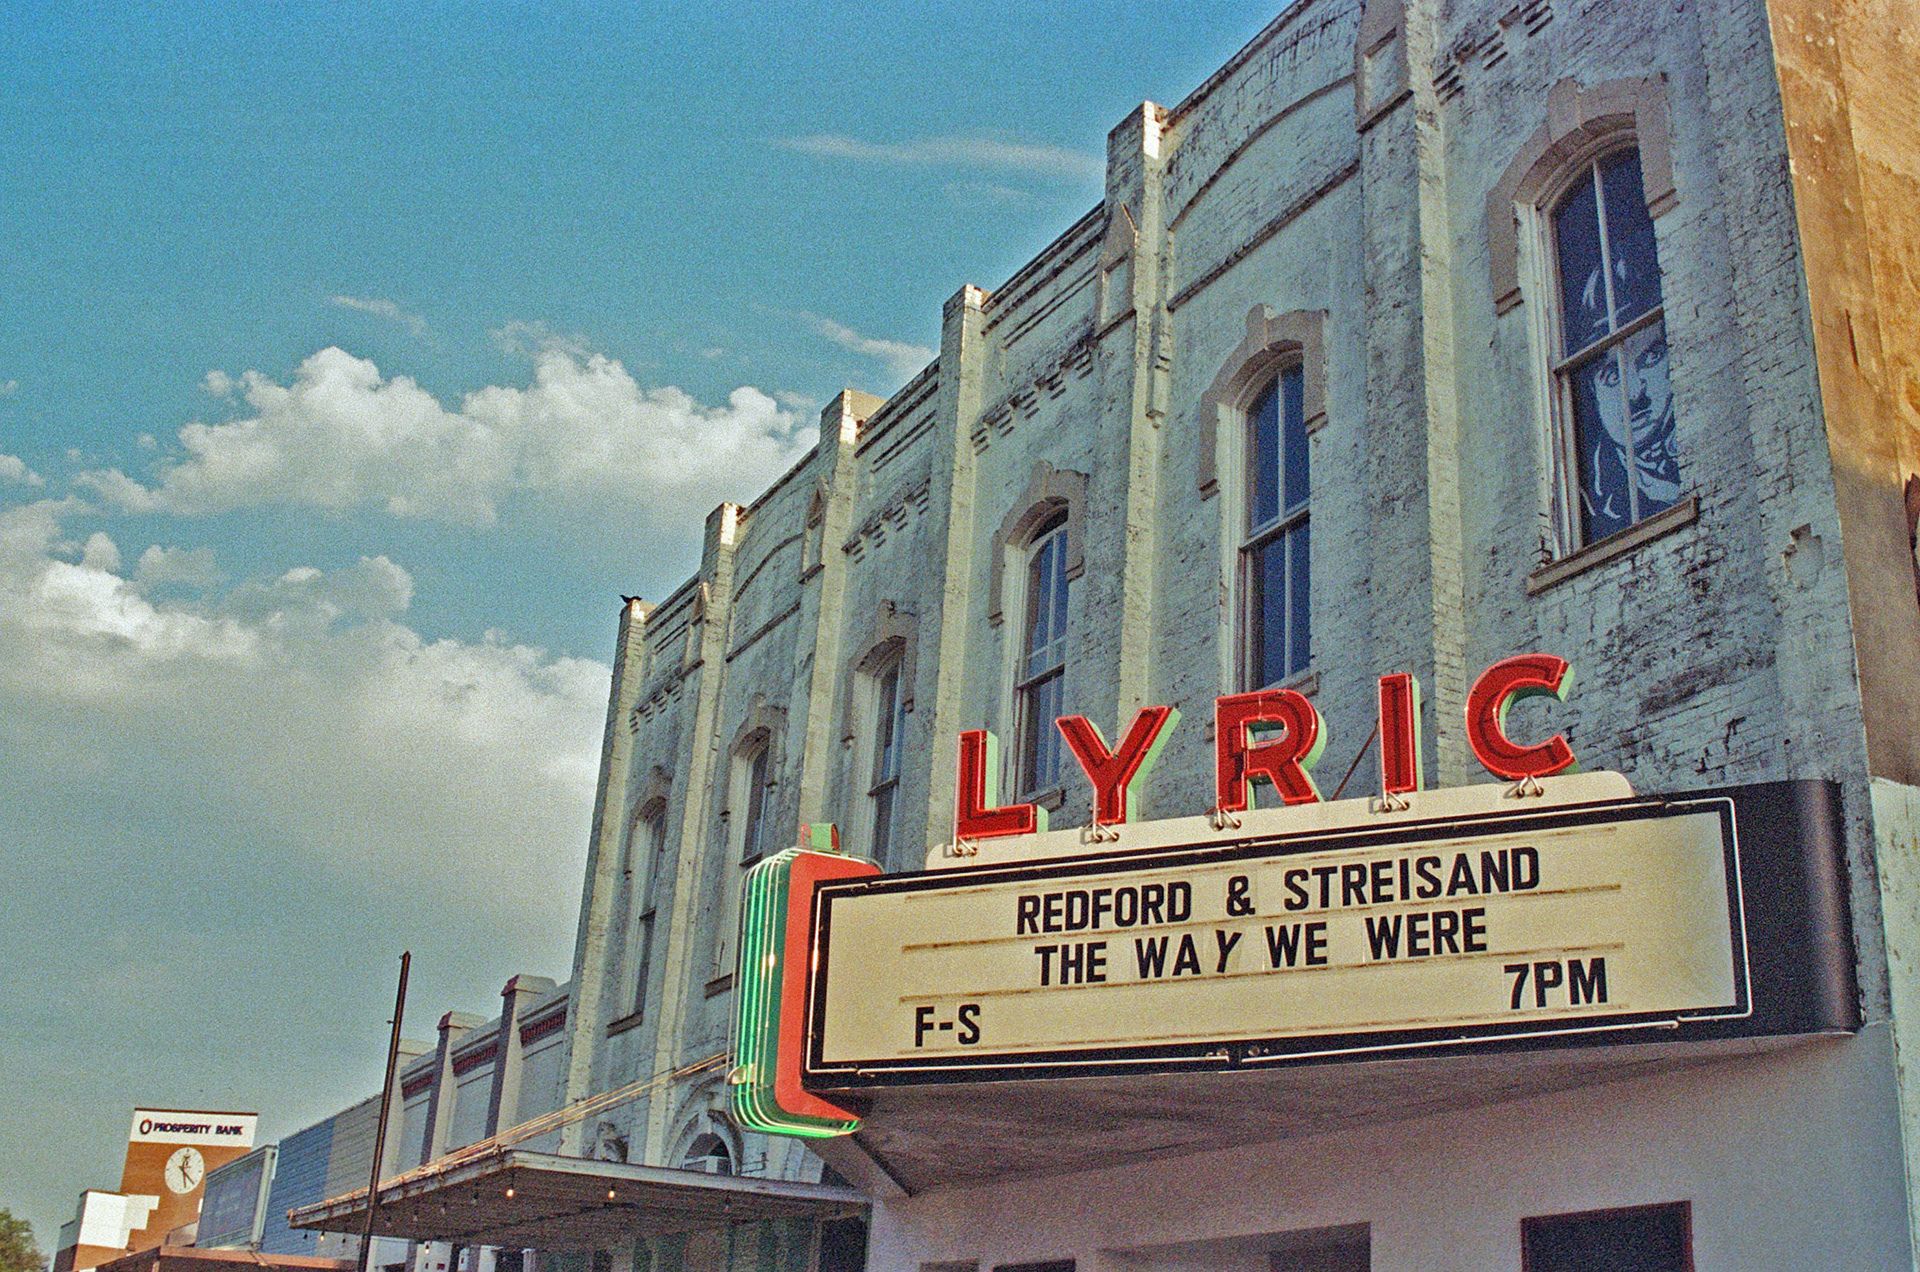 LYRIC
REDFORD & STREISAND
THE WAY WE WERE
F-S 7PM
PROSPERITY BANK